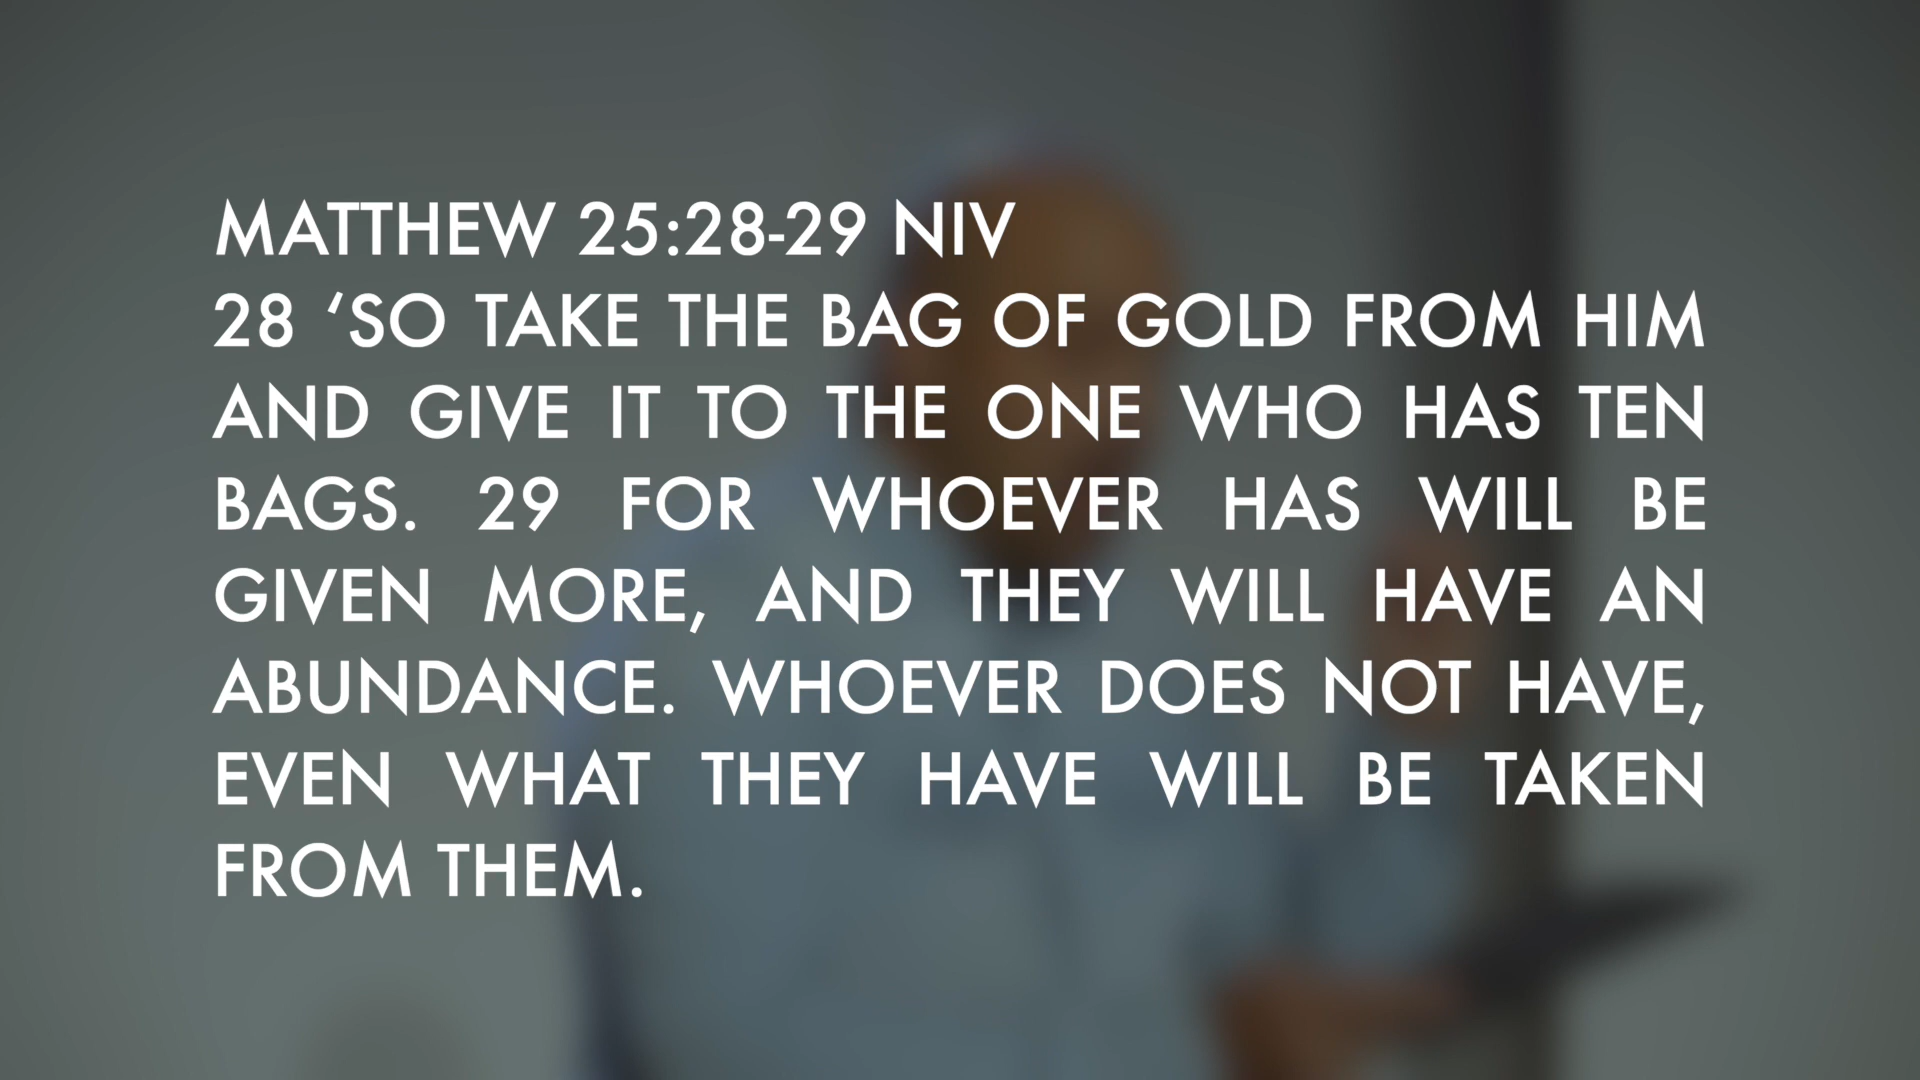 MATTHEW 25:28-29 NIV
28 ‘SO TAKE THE BAG OF GOLD FROM HIM
AND GIVE IT TO THE ONE WHO HAS TEN
BAGS. 29 FOR WHOEVER HAS WILL BE
GIVEN MORE, AND THEY WILL HAVE AN
ABUNDANCE. WHOEVER DOES NOT HAVE,
EVEN WHAT THEY HAVE WILL BE TAKEN
FROM THEM.